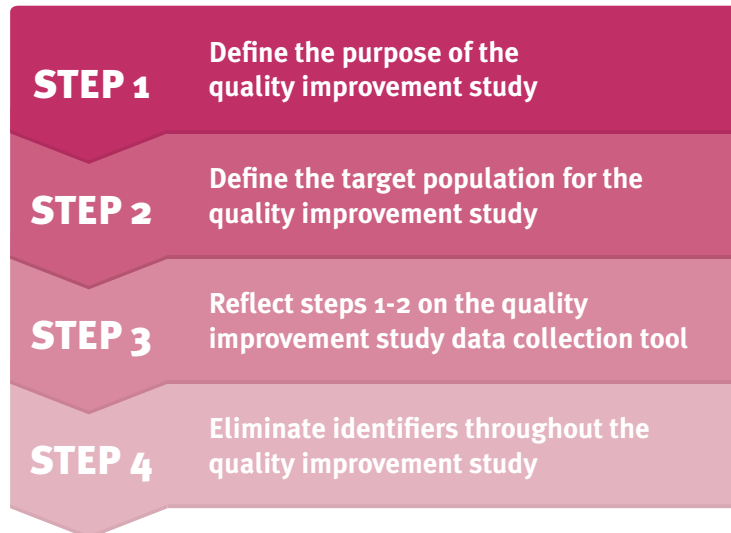 STEP 1
Define the purpose of the
quality improvement study
STEP 2
Define the target population for the
quality improvement study
STEP 3
Reflect steps 1-2 on the quality
improvement study data collection tool
STEP 4
Eliminate identifiers throughout the
quality improvement study